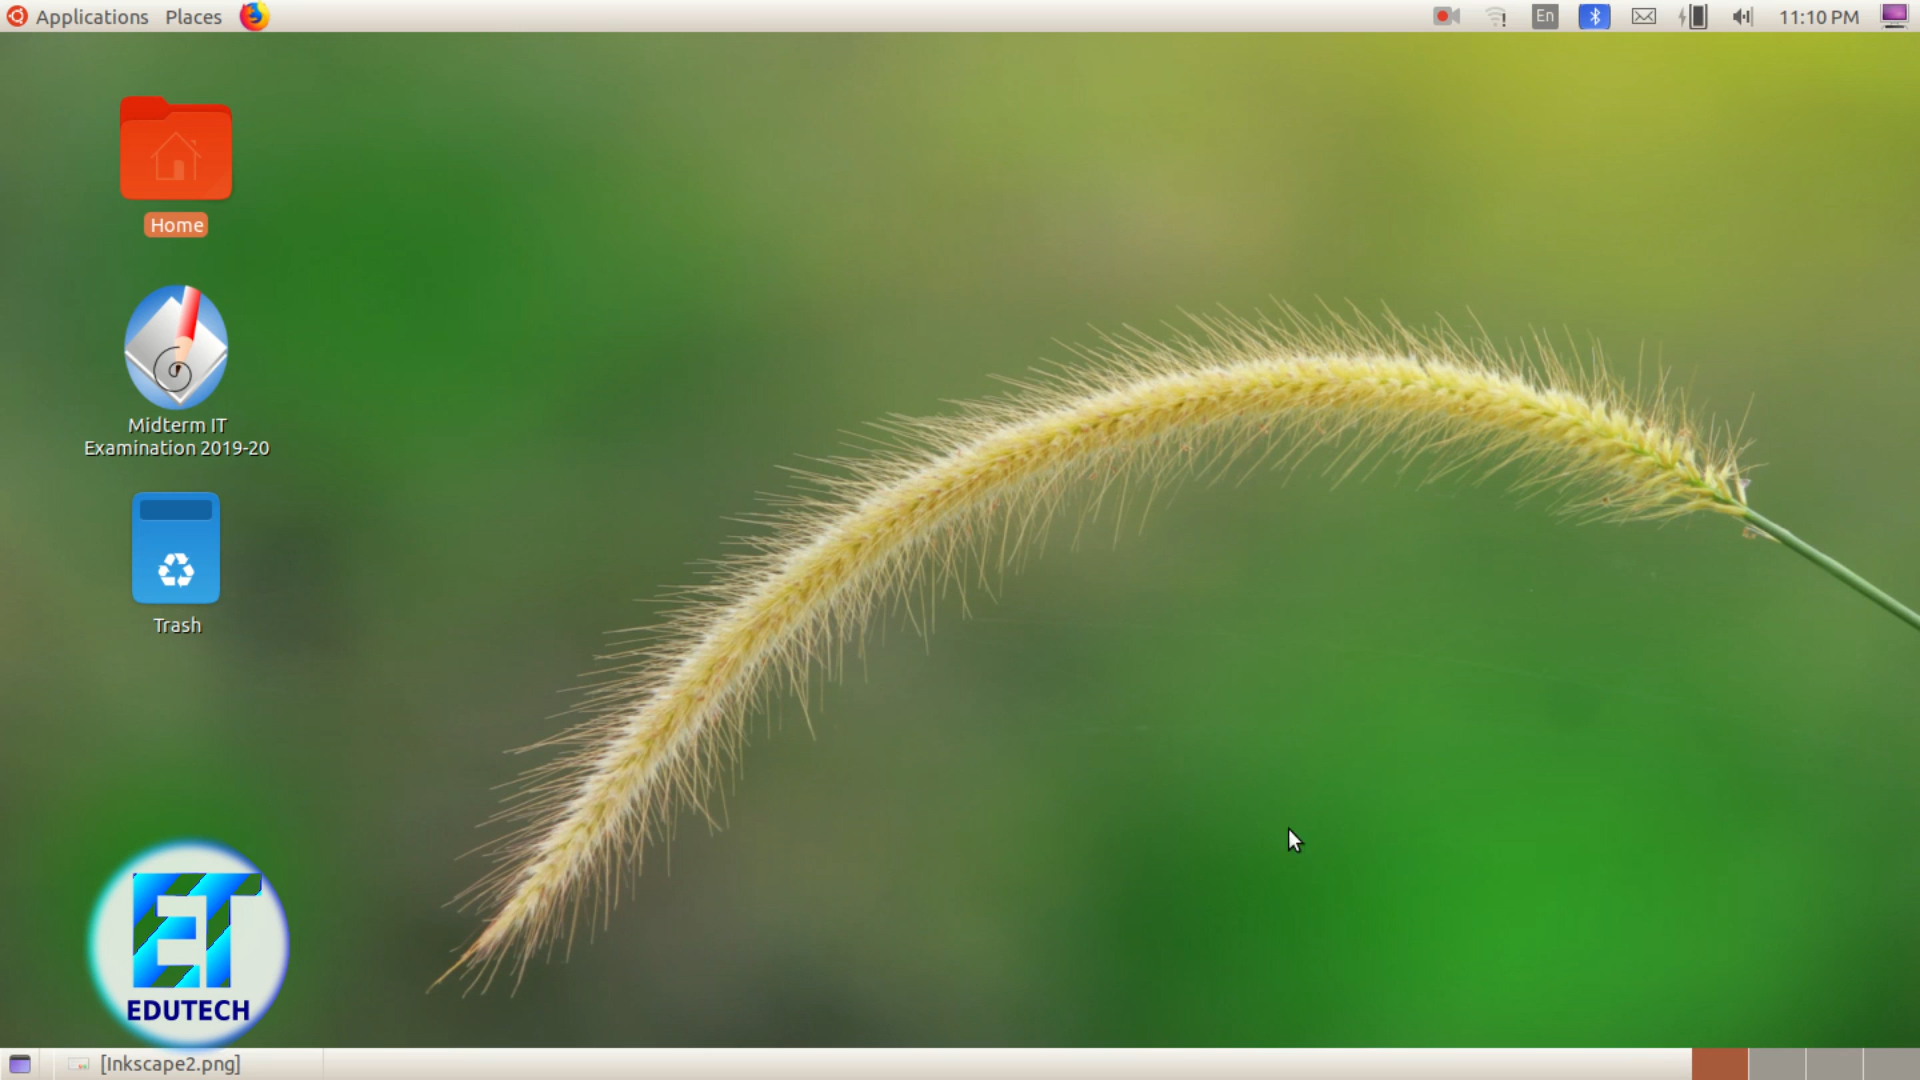 Applications Places
En
11:10 PM
Home
Midterm IT
Examination 2019-20
Trash
ET
EDUTECH
[Inkscape2.png]